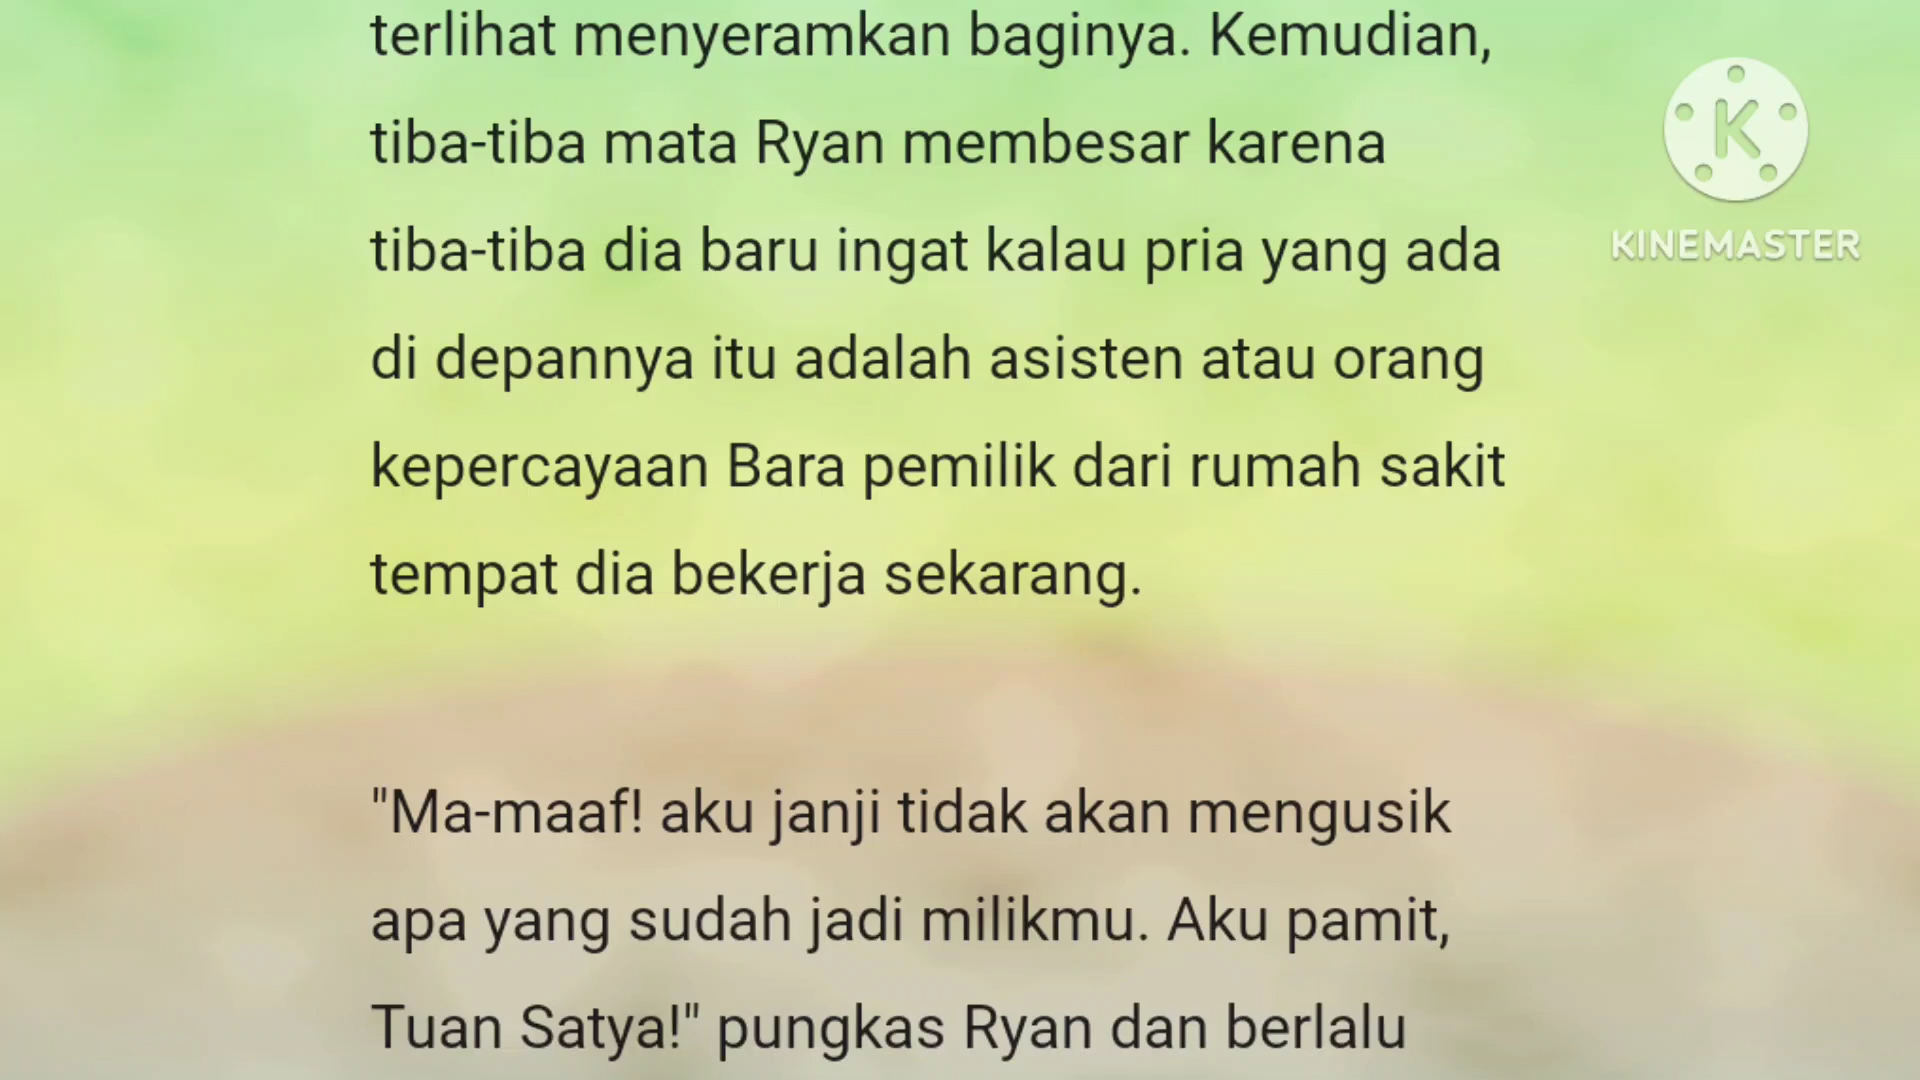 terlihat menyeramkan baginya. Kemudian,
tiba-tiba mata Ryan membesar karena
tiba-tiba dia baru ingat kalau pria yang ada
di depannya itu adalah asisten atau orang
kepercayaan Bara pemilik dari rumah sakit
tempat dia bekerja sekarang.
"Ma-maaf! aku janji tidak akan mengusik
apa yang sudah jadi milikmu. Aku pamit,
Tuan Satya!" pungkas Ryan dan berlalu
K
KINEMASTER